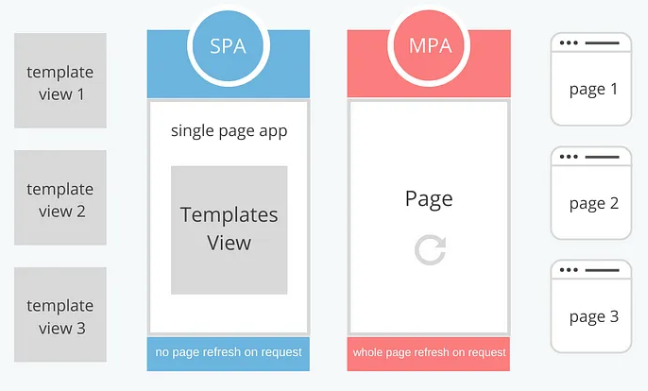 template
view 1
template
view 2
template
view 3
SPA
single page app
Templates
View
no page refresh on request
MPA
Page
whole page refresh on request
page 1
page 2
page 3